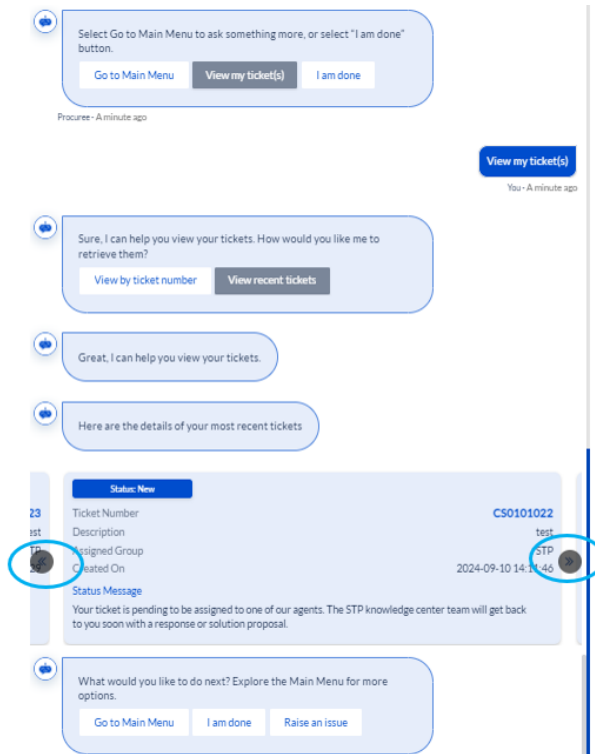 Select Go to Main Menu to ask something more, or select "I am done"
button.
Go to Main Menu View my ticket(s) I am done
Procuree - A minute ago
View my ticket(s)
You - A minute ago
Sure, I can help you view your tickets. How would you like me to
retrieve them?
View by ticket number View recent tickets
Great, I can help you view your tickets.
Here are the details of your most recent tickets
Status: New
23 Ticket Number CS0101022
est Description test
TP Assigned Group STP
Created On 2024-09-10 14:11:46
Status Message
Your ticket is pending to be assigned to one of our agents. The STP knowledge center team will get back
to you soon with a response or solution proposal.
What would you like to do next? Explore the Main Menu for more
options.
Go to Main Menu I am done Raise an issue